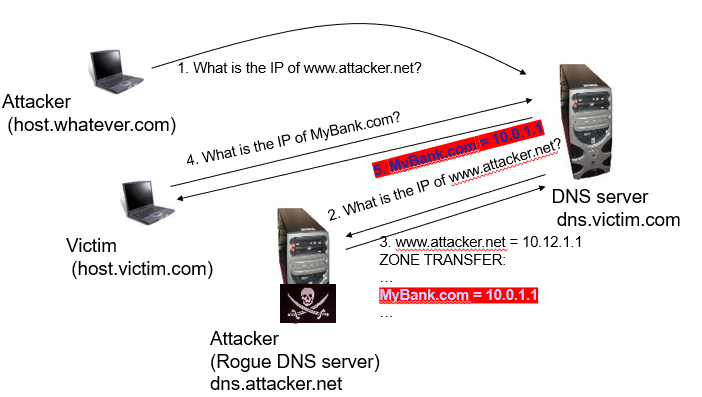 1. What is the IP of www.attacker.net?
Attacker
(host.whatever.com)
4. What is the IP of MyBank.com?
5. MyBank.com = 10.0.1.1
2. What is the IP of www.attacker.net?
DNS server
dns.victim.com
Victim
(host.victim.com)
3. www.attacker.net = 10.12.1.1
ZONE TRANSFER:
…
MyBank.com = 10.0.1.1
…
Attacker
(Rogue DNS server)
dns.attacker.net